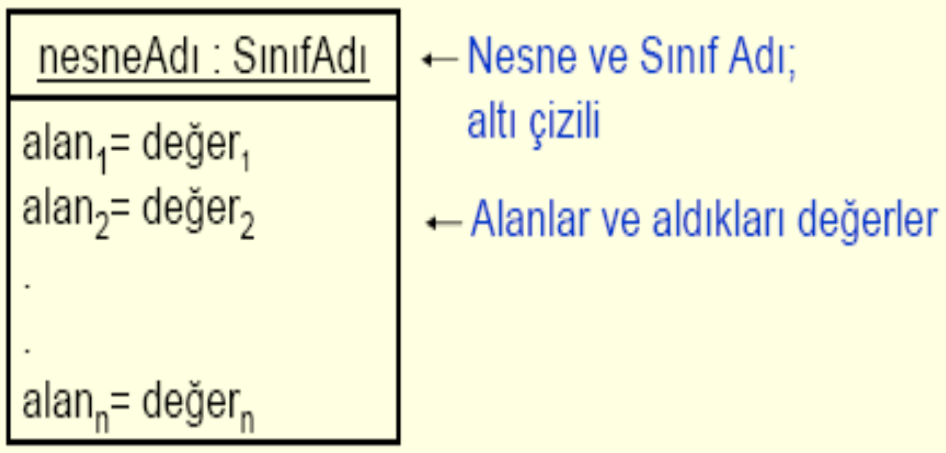 nesneAdı : SınıfAdı
← Nesne ve Sınıf Adı;
altı çizili
alan₁= değer₁
alan₂= değer₂
← Alanlar ve aldıkları değerler
.
.
alanₙ= değerₙ